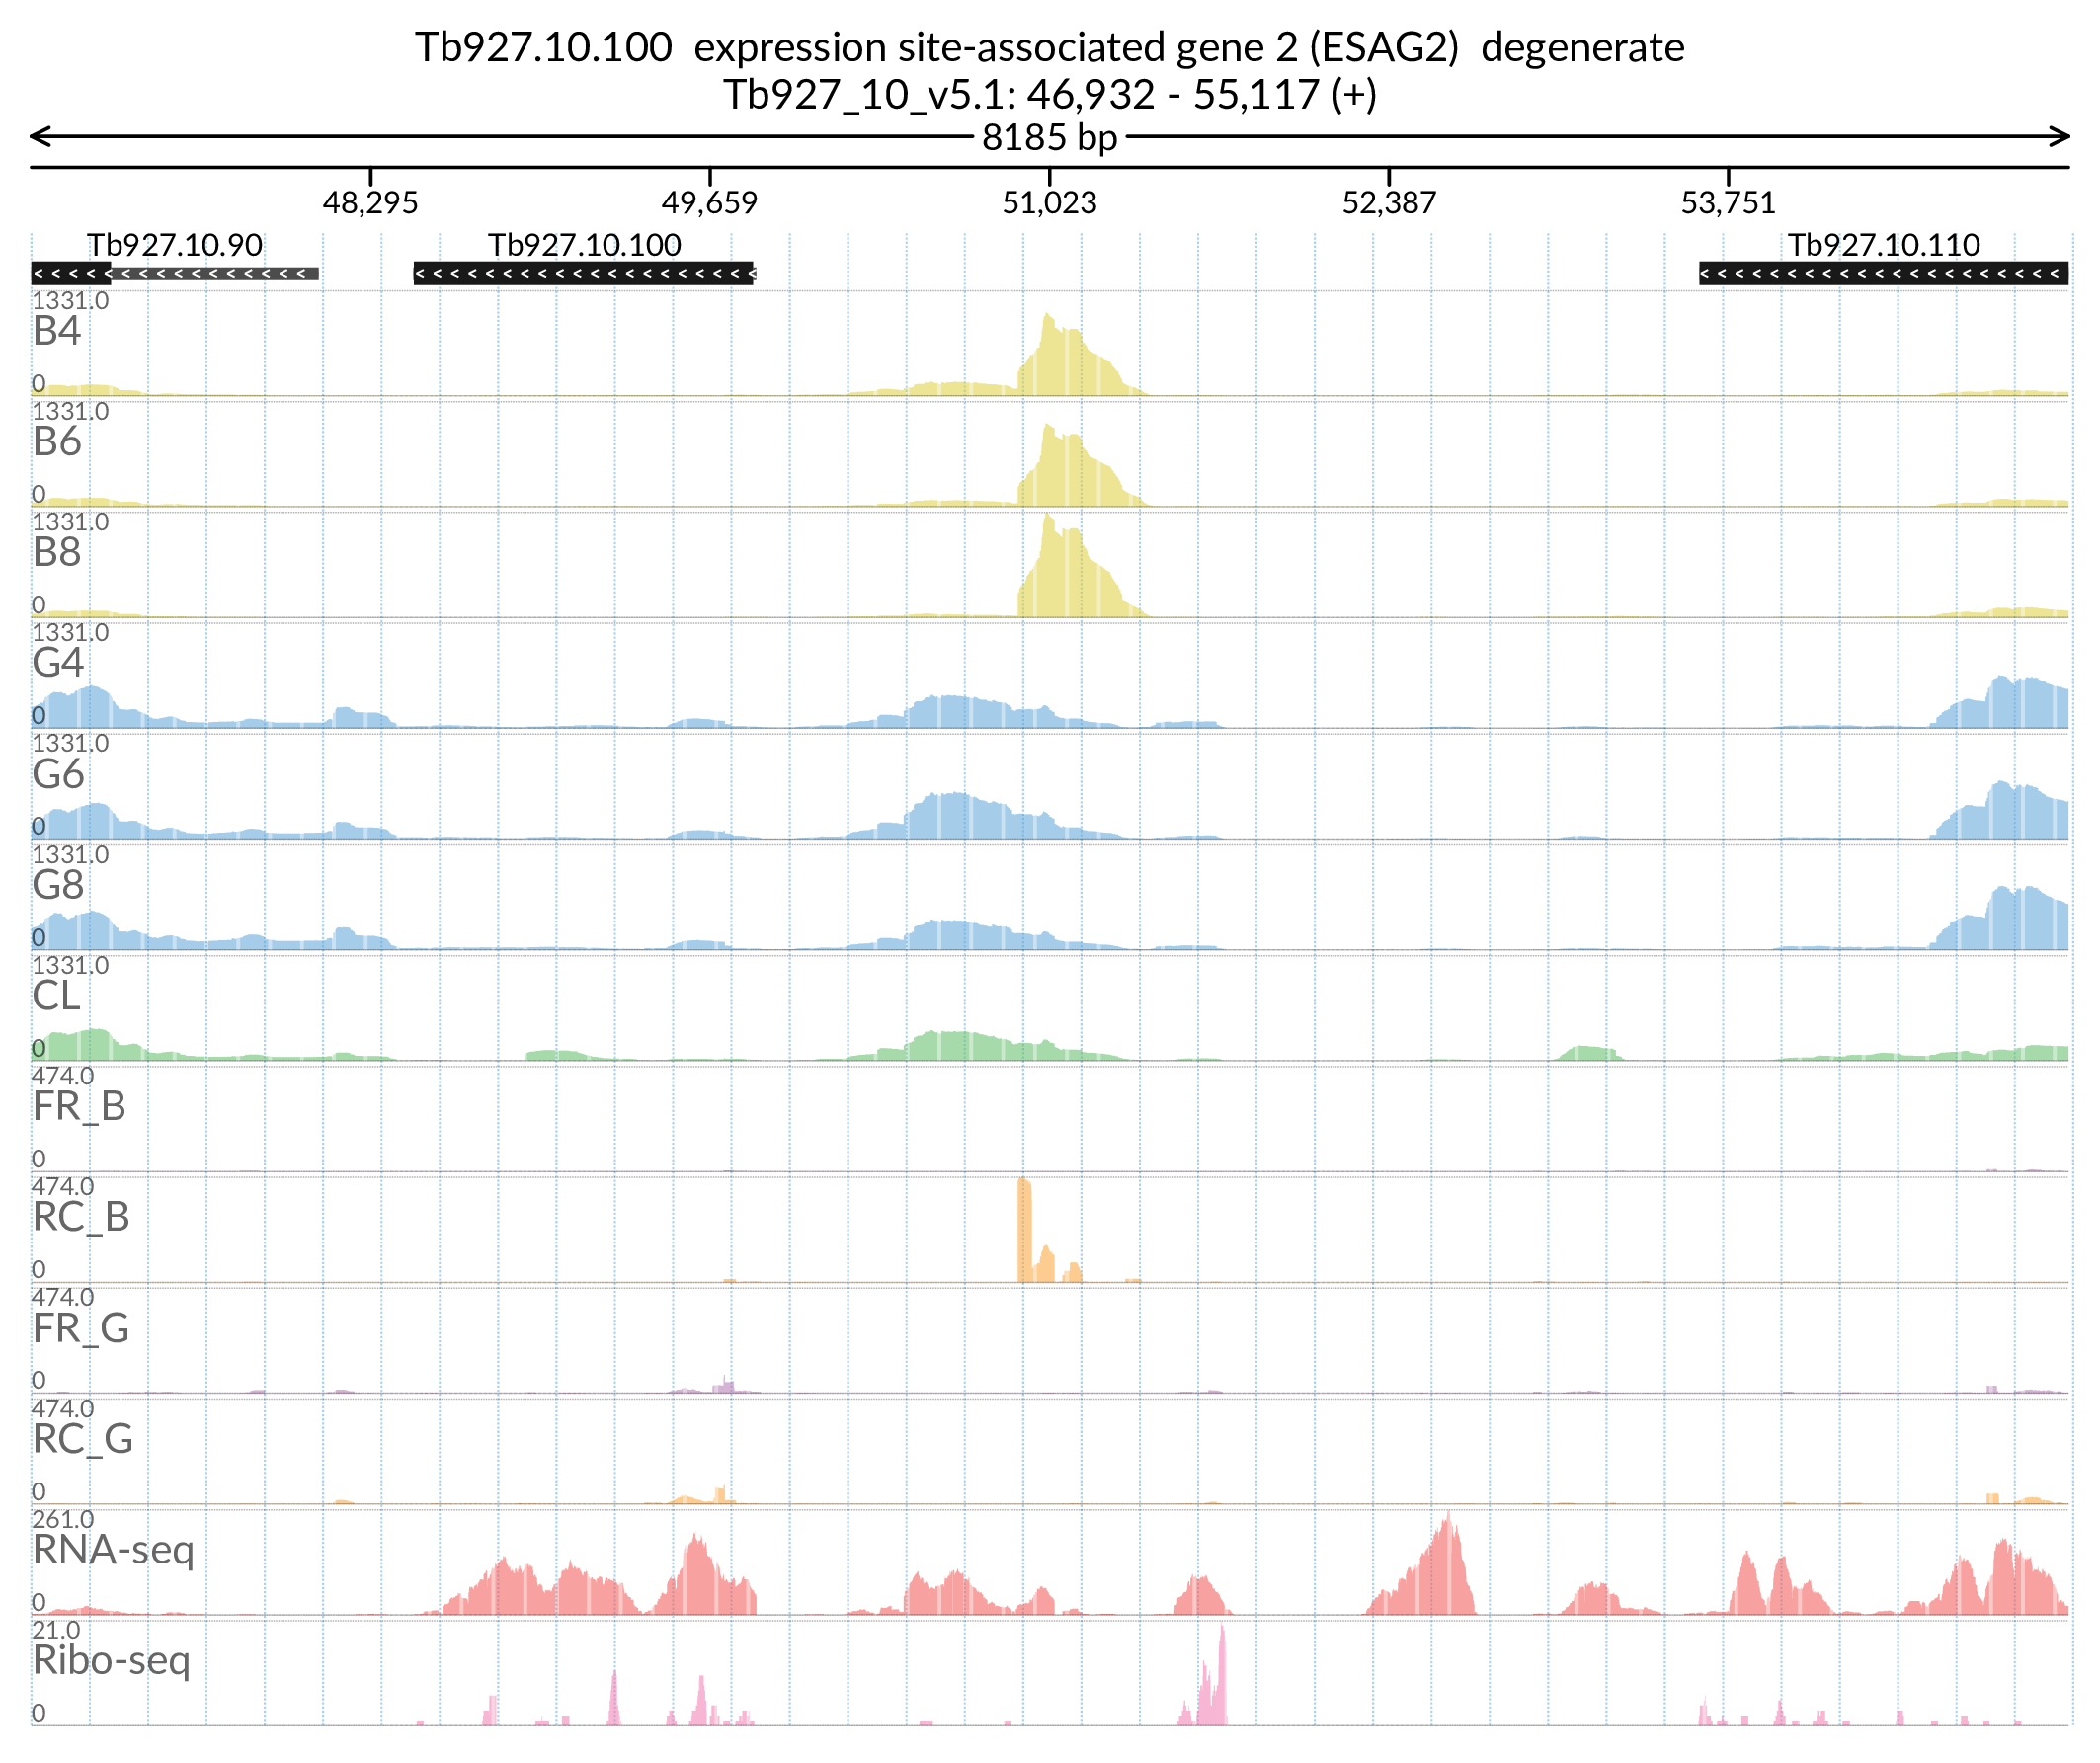 Tb927.10.100  expression site-associated gene 2 (ESAG2)  degenerate
Tb927_10_v5.1: 46,932 - 55,117 (+)
8185 bp
48,295 49,659 51,023 52,387 53,751
Tb927.10.90 Tb927.10.100 Tb927.10.110
1331.0
B4
0
1331.0
B6
0
1331.0
B8
0
1331.0
G4
0
1331.0
G6
0
1331.0
G8
0
1331.0
CL
0
474.0
FR_B
0
474.0
RC_B
0
474.0
FR_G
0
474.0
RC_G
0
261.0
RNA-seq
0
21.0
Ribo-seq
0